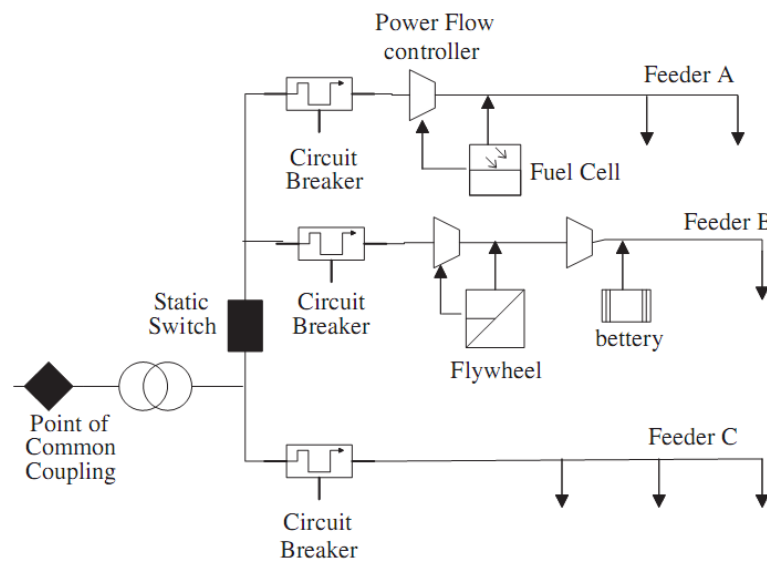 Power Flow
controller
Feeder A
Circuit
Breaker
Fuel Cell
Feeder B
Static
Switch
Circuit
Breaker
bettery
Flywheel
Point of
Common
Coupling
Feeder C
Circuit
Breaker